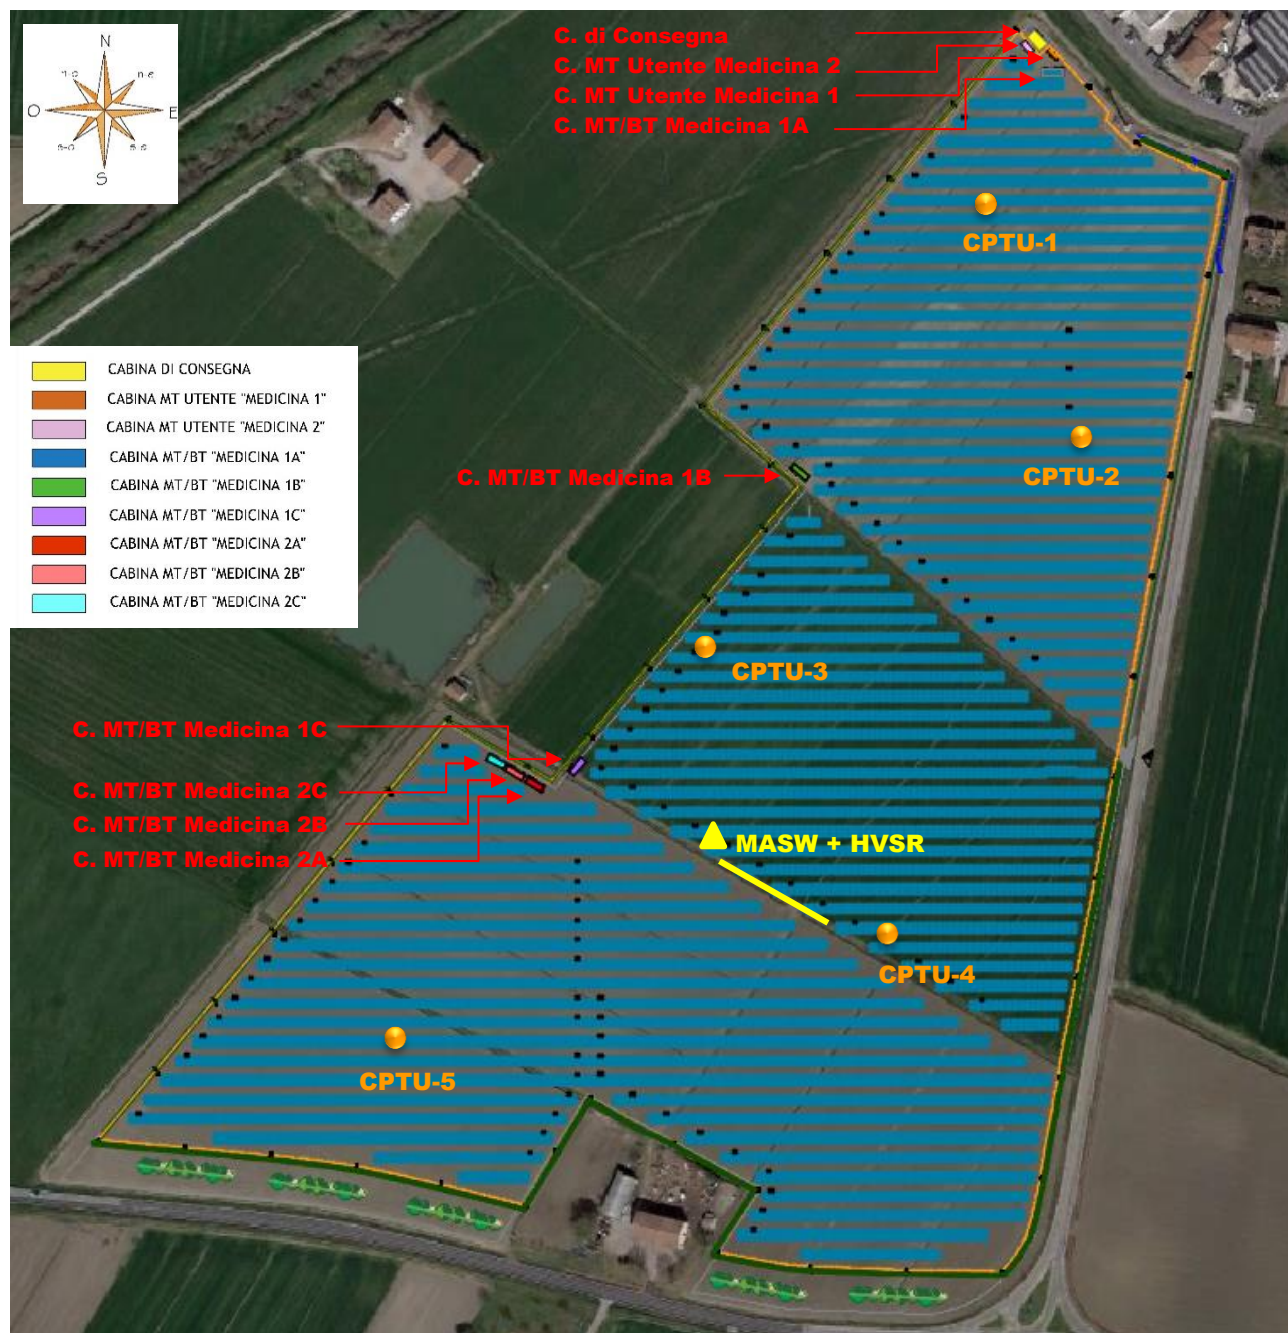 N
O
E
S
C. di Consegna
C. MT Utente Medicina 2
C. MT Utente Medicina 1
C. MT/BT Medicina 1A
CPTU-1
CABINA DI CONSEGNA
CABINA MT UTENTE "MEDICINA 1"
CABINA MT UTENTE "MEDICINA 2"
CABINA MT/BT "MEDICINA 1A"
CABINA MT/BT "MEDICINA 1B"
CABINA MT/BT "MEDICINA 1C"
CABINA MT/BT "MEDICINA 2A"
CABINA MT/BT "MEDICINA 2B"
CABINA MT/BT "MEDICINA 2C"
C. MT/BT Medicina 1B
CPTU-2
CPTU-3
C. MT/BT Medicina 1C
C. MT/BT Medicina 2C
C. MT/BT Medicina 2B
C. MT/BT Medicina 2A
MASW + HVSR
CPTU-4
CPTU-5